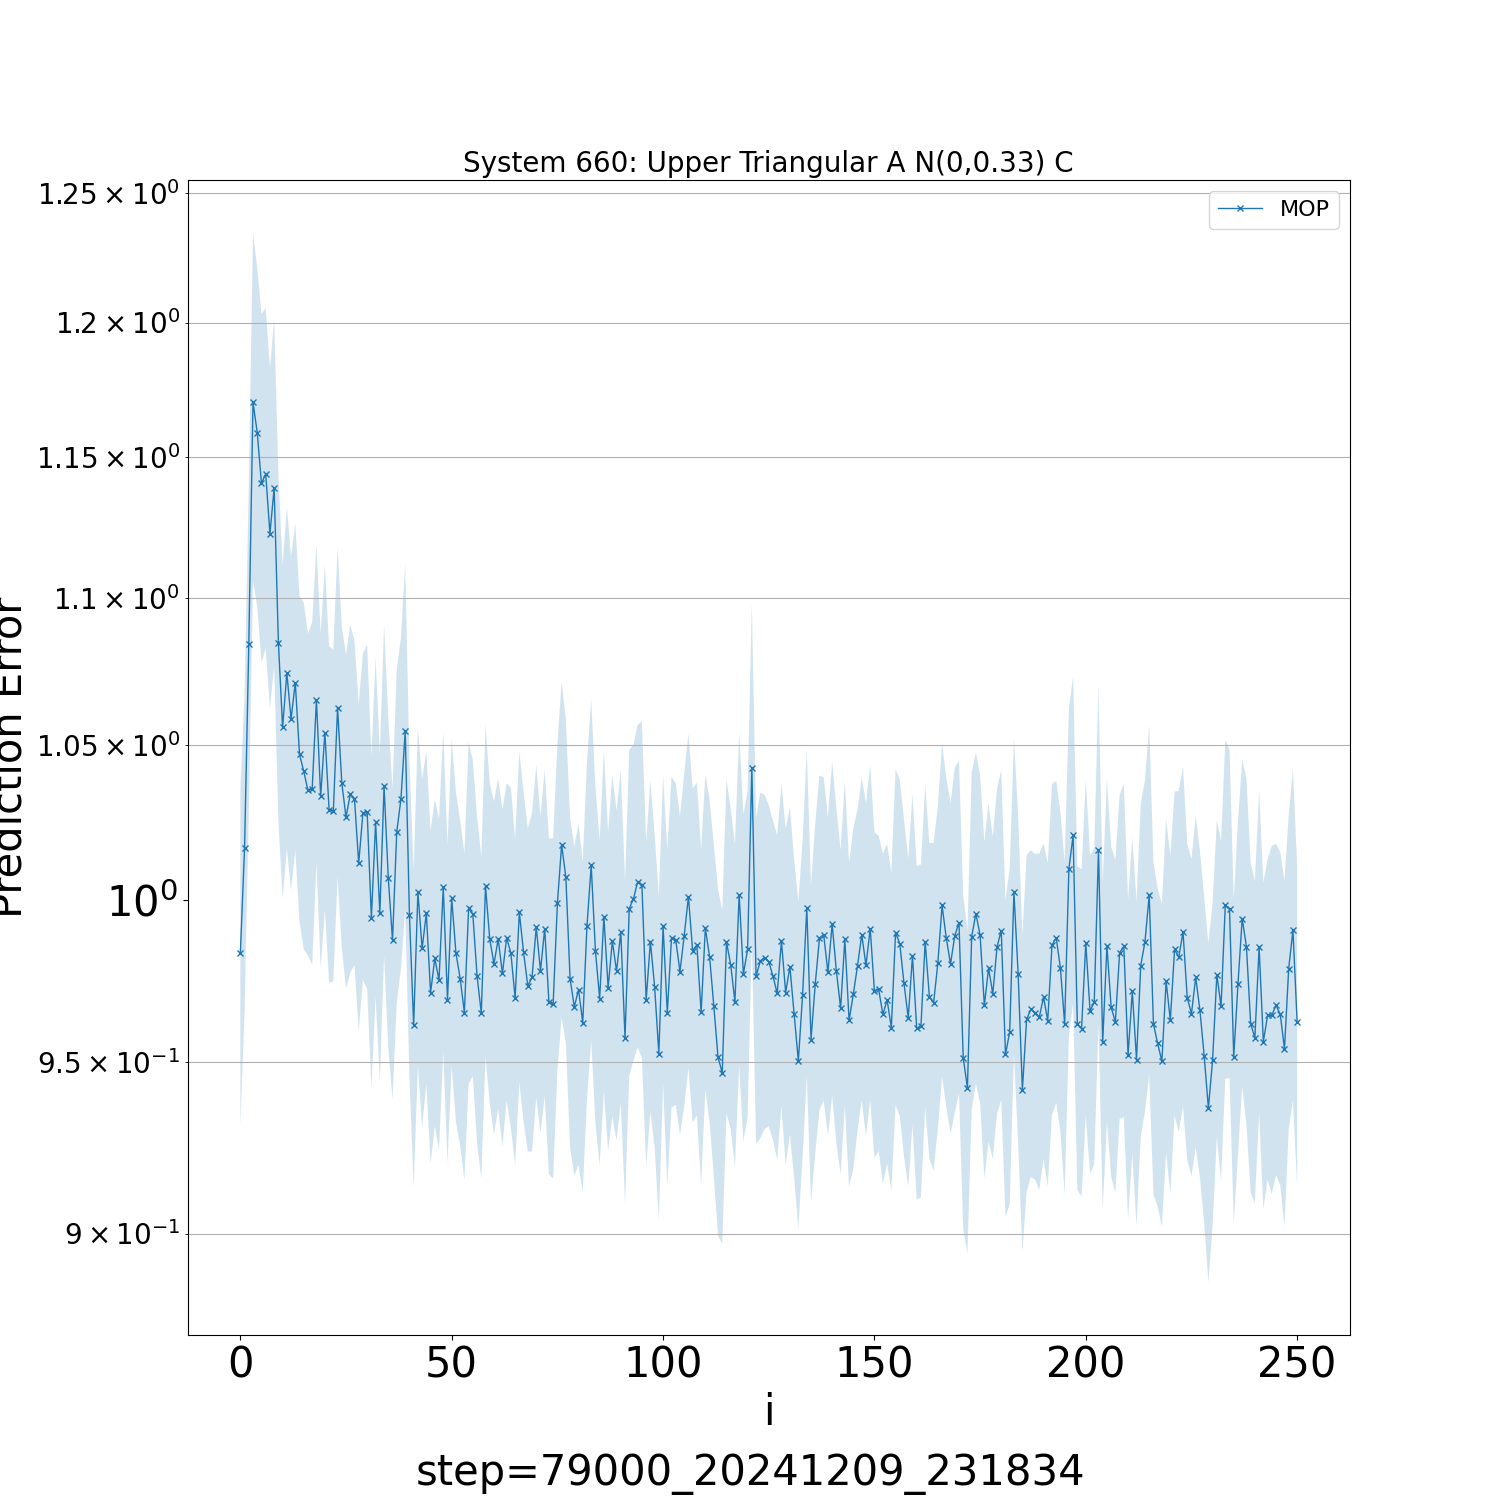 System 660: Upper Triangular A N(0,0.33) C
MOP
Prediction Error
1.25 × 10⁰
1.2 × 10⁰
1.15 × 10⁰
1.1 × 10⁰
1.05 × 10⁰
10⁰
9.5 × 10⁻¹
9 × 10⁻¹
0 50 100 150 200 250
i
step=79000_20241209_231834